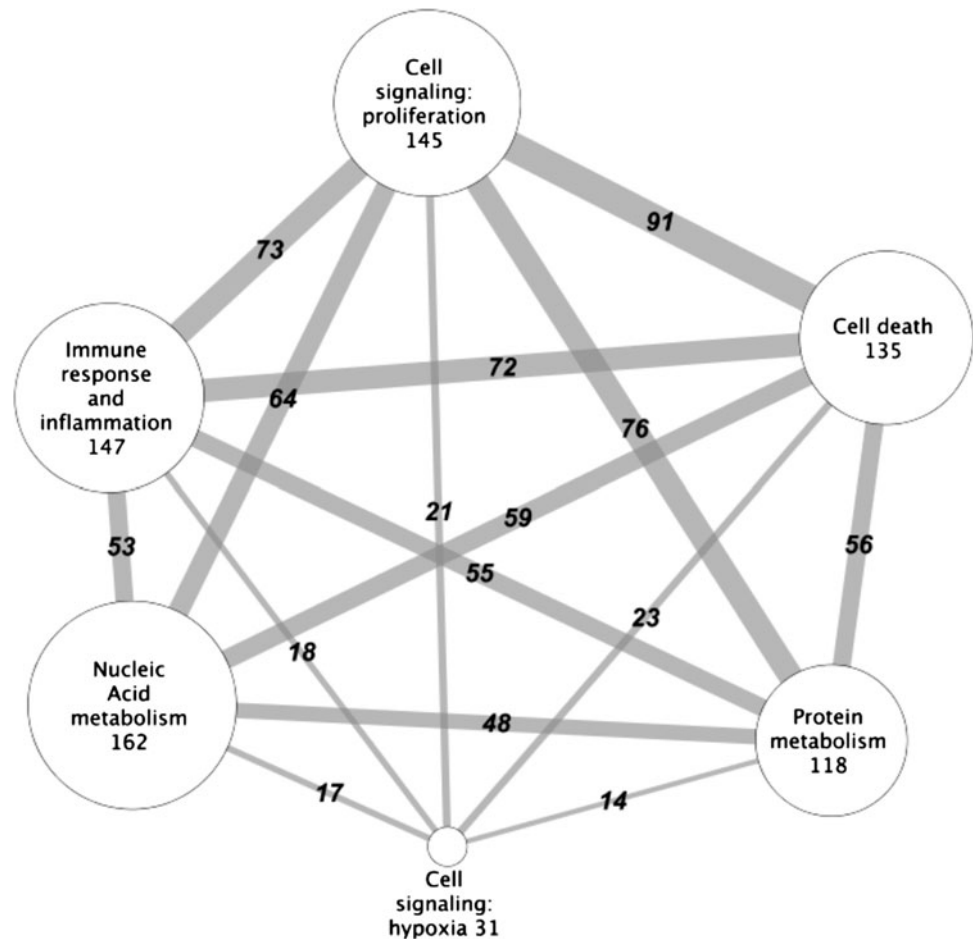 Cell
signaling:
proliferation
145
91
73
Immune
response
and
inflammation
147
Cell death
135
72
64
76
21
59
53
55
56
18
23
Nucleic
Acid
metabolism
162
48
Protein
metabolism
118
17
14
Cell
signaling:
hypoxia 31